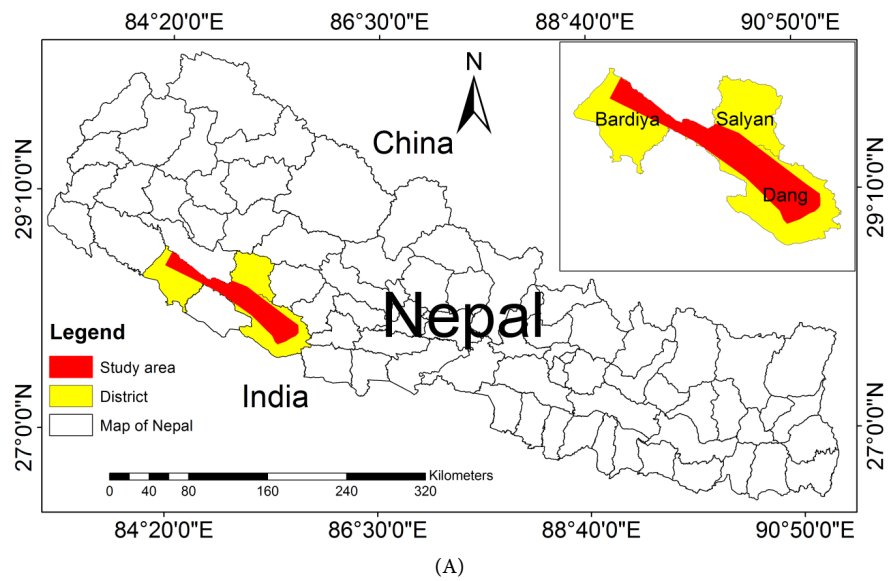 84°20'0"E 86°30'0"E 88°40'0"E 90°50'0"E
N
China
Bardiya
Salyan
Dang
29°10'0"N
29°10'0"N
Nepal
Legend
Study area
District
Map of Nepal
India
27°0'0"N
27°0'0"N
Kilometers
0 40 80 160 240 320
84°20'0"E 86°30'0"E 88°40'0"E 90°50'0"E
(A)